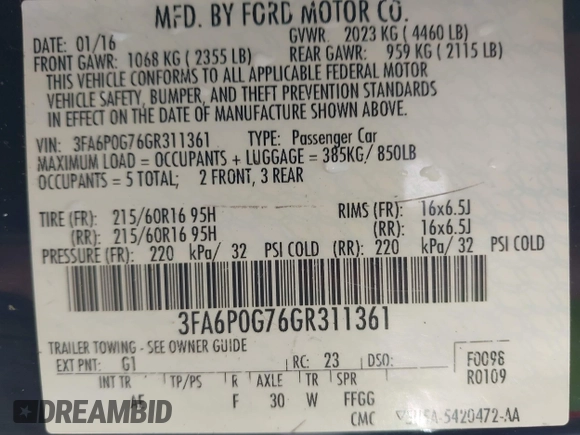 MFD. BY FORD MOTOR CO.
DATE: 01/16
GVWR: 2023 KG ( 4460 LB)
FRONT GAWR: 1068 KG ( 2355 LB)
REAR GAWR: 959 KG ( 2115 LB)
THIS VEHICLE CONFORMS TO ALL APPLICABLE FEDERAL MOTOR
VEHICLE SAFETY, BUMPER, AND THEFT PREVENTION STANDARDS
IN EFFECT ON THE DATE OF MANUFACTURE SHOWN ABOVE.
VIN: 3FA6P0G76GR311361 TYPE: Passenger Car
MAXIMUM LOAD = OCCUPANTS + LUGGAGE = 385KG/ 850LB
OCCUPANTS = 5 TOTAL; 2 FRONT, 3 REAR
TIRE (FR): 215/60R16 95H RIMS (FR): 16x6.5J
(RR): 215/60R16 95H (RR): 16x6.5J
PRESSURE (FR): 220 kPa/ 32 PSI COLD (RR): 220 kPa/ 32 PSI COLD
3FA6P0G76GR311361
TRAILER TOWING - SEE OWNER GUIDE
EXT PNT: G1 RC: 23 DSO:
F0096
R0109
INT TR TP/PS R AXLE TR SPR
F 30 W FFGG
CMC
5420472-AA
DREAMBID